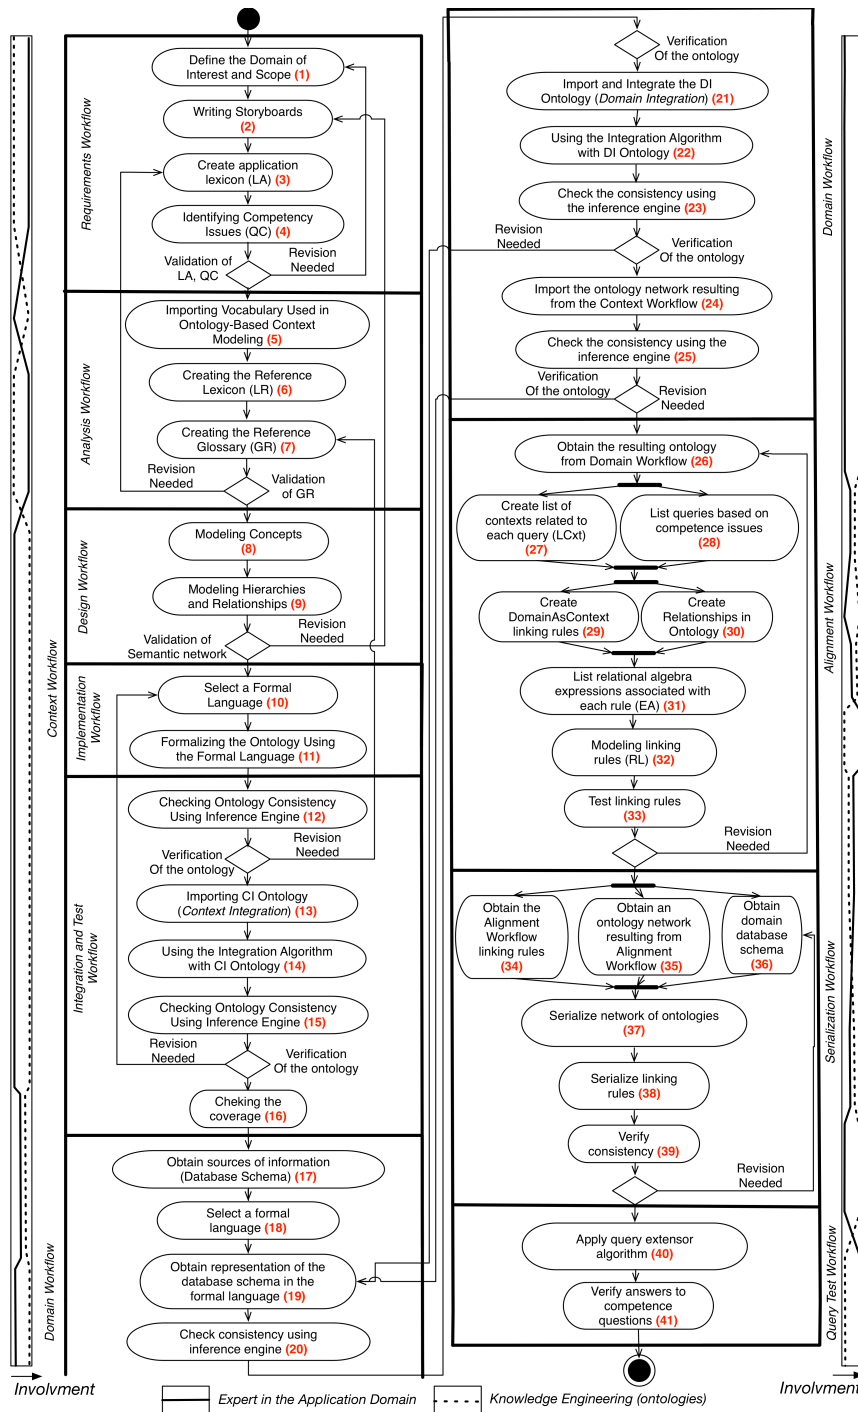 Requirements Workflow
Define the Domain of
Interest and Scope (1)
Writing Storyboards
(2)
Create application
lexicon (LA) (3)
Identifying Competency
Issues (QC) (4)
Validation of
LA, QC
Revision
Needed
Analysis Workflow
Importing Vocabulary Used in
Ontology-Based Context
Modeling (5)
Creating the Reference
Lexicon (LR) (6)
Creating the Reference
Glossary (GR) (7)
Revision
Needed
Validation
of GR
Design Workflow
Modeling Concepts
(8)
Modeling Hierarchies
and Relationships (9)
Validation of
Semantic network
Revision
Needed
Context Workflow
Implementation
Workflow
Select a Formal
Language (10)
Formalizing the Ontology Using
the Formal Language (11)
Integration and Test
Workflow
Checking Ontology Consistency
Using Inference Engine (12)
Verification
Of the ontology
Revision
Needed
Importing CI Ontology
(Context Integration) (13)
Using the Integration Algorithm
with CI Ontology (14)
Checking Ontology Consistency
Using Inference Engine (15)
Revision
Needed
Verification
Of the ontology
Cheking the
coverage (16)
Domain Workflow
Obtain sources of information
(Database Schema) (17)
Select a formal
language (18)
Obtain representation of the
database schema in the
formal language (19)
Check consistency using
inference engine (20)
Verification
Of the ontology
Import and Integrate the DI
Ontology (Domain Integration) (21)
Using the Integration Algorithm
with DI Ontology (22)
Check the consistency using
the inference engine (23)
Revision
Needed
Verification
Of the ontology
Import the ontology network resulting
from the Context Workflow (24)
Check the consistency using the
inference engine (25)
Verification
Of the ontology
Revision
Needed
Domain Workflow
Obtain the resulting ontology
from Domain Workflow (26)
Create list of
contexts related to
each query (LCxt)
(27)
List queries based on
competence issues
(28)
Create
DomainAsContext
linking rules (29)
Create
Relationships in
Ontology (30)
List relational algebra
expressions associated with
each rule (EA) (31)
Modeling linking
rules (RL) (32)
Test linking rules
(33)
Revision
Needed
Alignment Workflow
Obtain the
Alignment
Workflow
linking rules
(34)
Obtain an
ontology network
resulting from
Alignment
Workflow (35)
Obtain
domain
database
schema
(36)
Serialize network of ontologies
(37)
Serialize linking
rules (38)
Verify
consistency (39)
Revision
Needed
Serialization Workflow
Apply query extensor
algorithm (40)
Verify answers to
competence
questions (41)
Query Test Workflow
Involvment
Expert in the Application Domain
Knowledge Engineering (ontologies)
Involvment